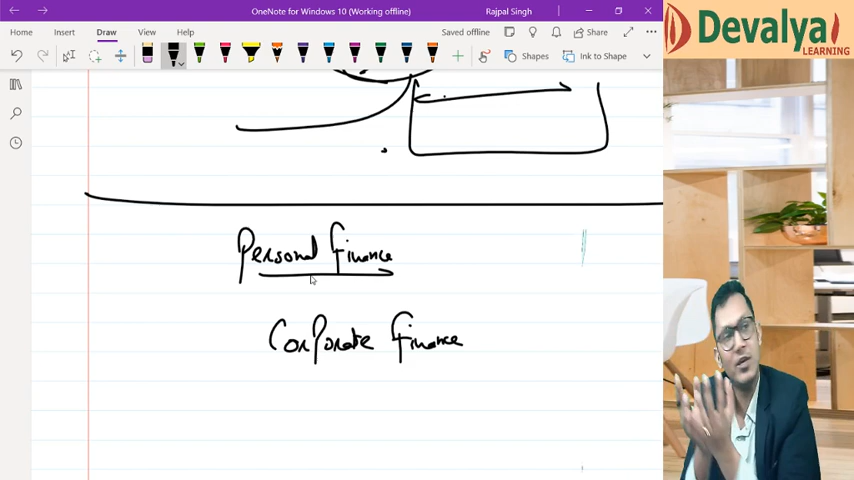 OneNote for Windows 10 (Working offline)
Rajpal Singh
Home Insert Draw View Help
Saved offline
Share
Shapes
Ink to Shape
Devalya
LEARNING
Personal Finance
Corporate Finance